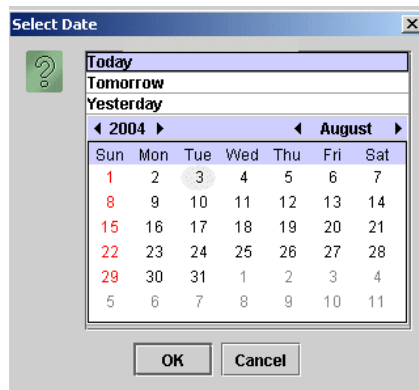 Select Date
Today
Tomorrow
Yesterday
2004 August
Sun Mon Tue Wed Thu Fri Sat
1 2 3 4 5 6 7
8 9 10 11 12 13 14
15 16 17 18 19 20 21
22 23 24 25 26 27 28
29 30 31 1 2 3 4
5 6 7 8 9 10 11
OK Cancel